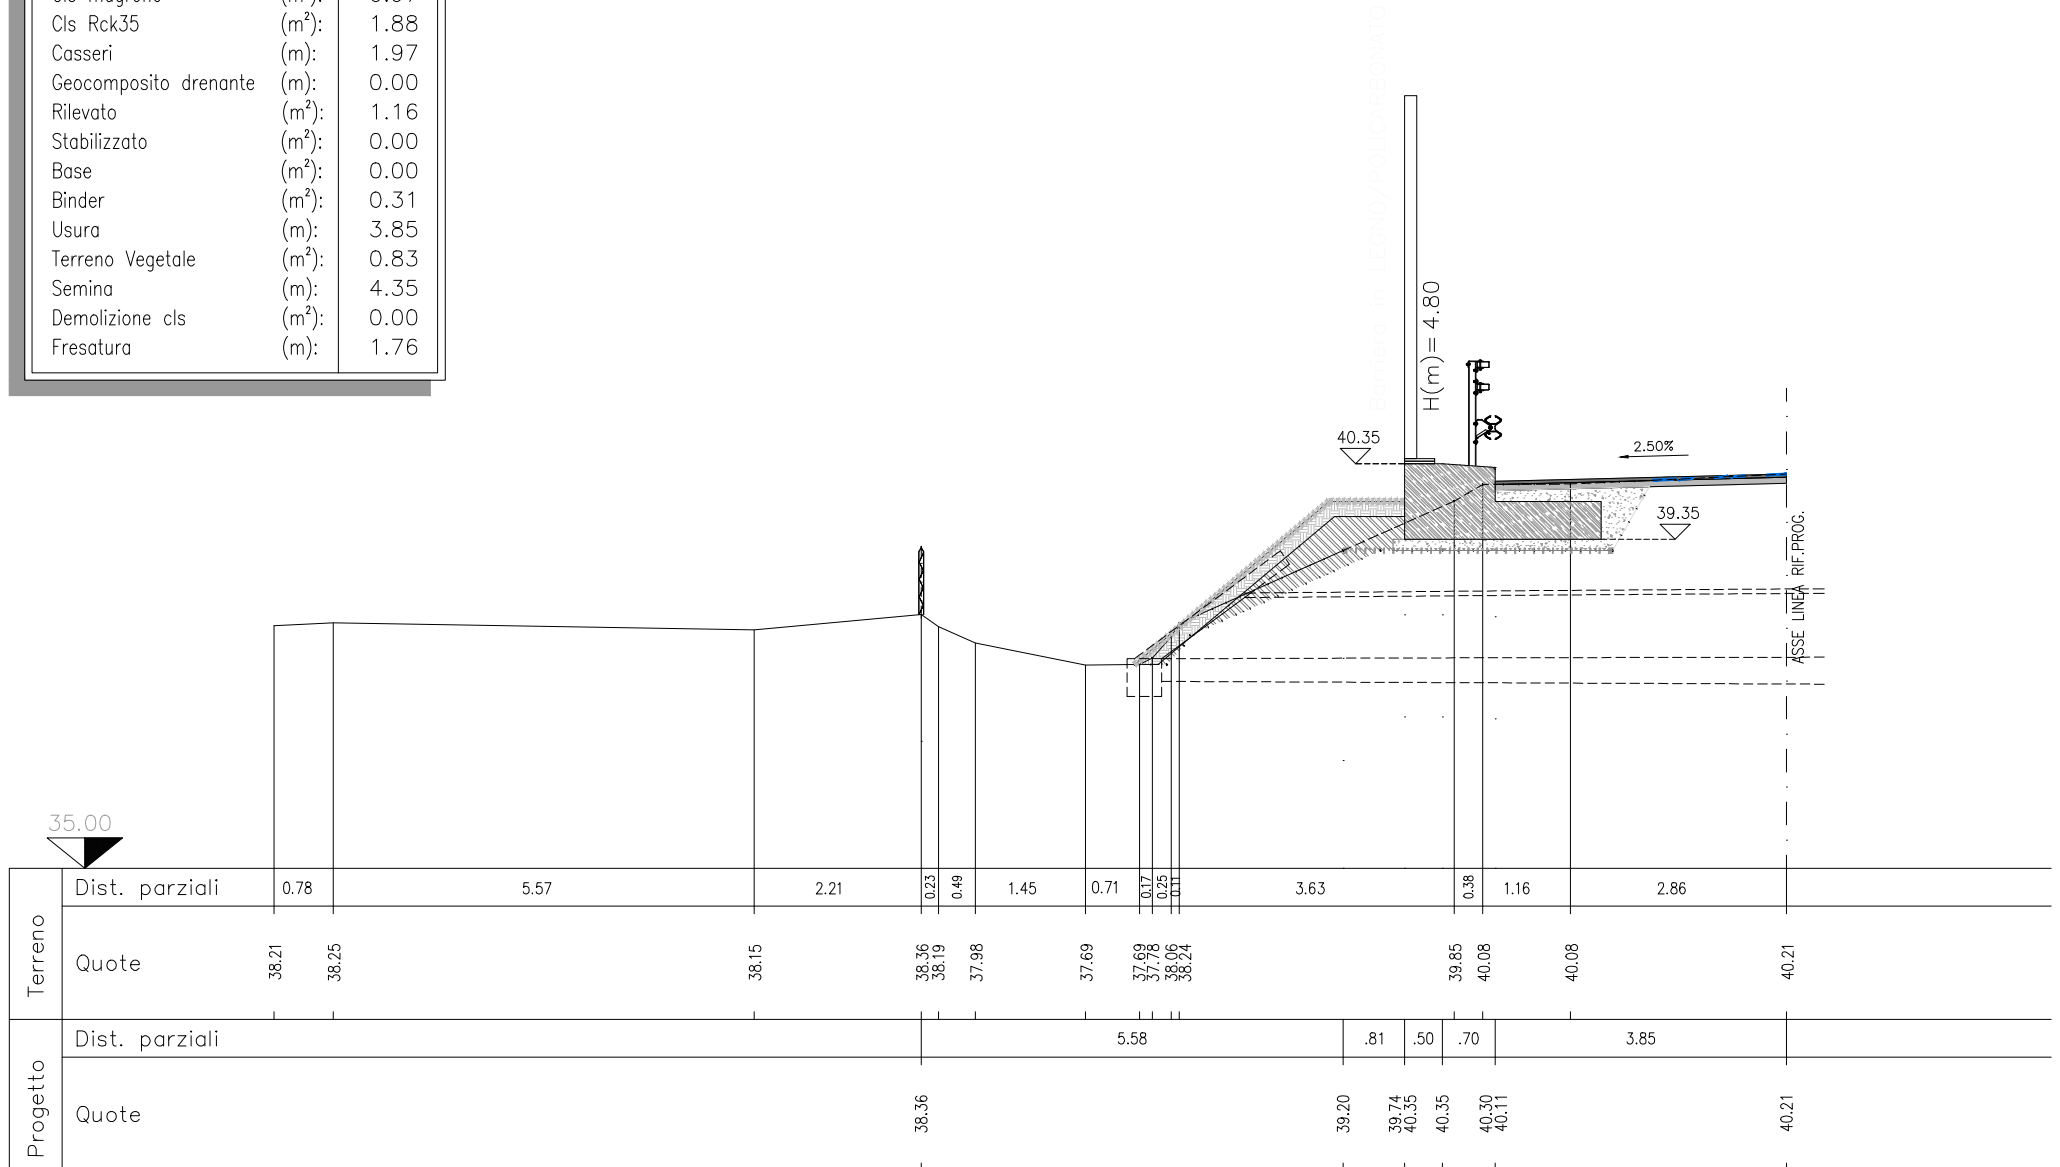 Cls Rck35 (m²): 1.88
Casseri (m): 1.97
Geocomposito drenante (m): 0.00
Rilevato (m²): 1.16
Stabilizzato (m²): 0.00
Base (m²): 0.00
Binder (m²): 0.31
Usura (m): 3.85
Terreno Vegetale (m²): 0.83
Semina (m): 4.35
Demolizione cls (m²): 0.00
Fresatura (m): 1.76
Barriera in LEGNO/POLICARBONATO
H(m)= 4.80
40.35
2.50%
39.35
ASSE LINEA RIF.PROG.
35.00
Terreno
Dist. parziali 0.78 5.57 2.21 0.23 0.49 1.45 0.71 0.17 0.25 0.11 3.63 0.38 1.16 2.86
Quote 38.21 38.25 38.15 38.36 38.19 37.98 37.69 37.69 37.78 38.06 38.24 39.85 40.08 40.08 40.21
Progetto
Dist. parziali 5.58 .81 .50 .70 3.85
Quote 38.36 39.20 39.74 40.35 40.35 40.30 40.11 40.21